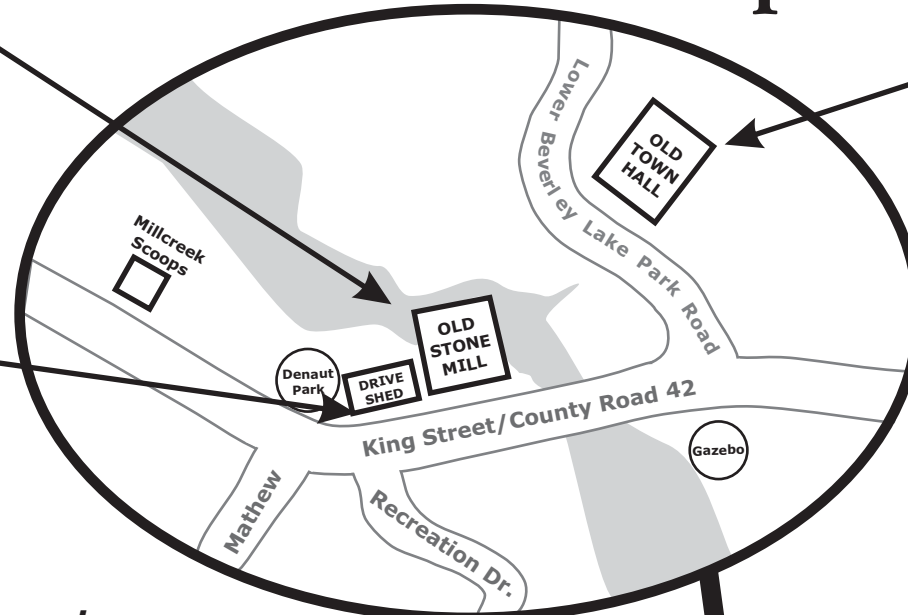 Lower Beverley Lake Park Road
OLD
TOWN
HALL
Millcreek
Scoops
OLD
STONE
MILL
Denaut
Park
DRIVE
SHED
King Street/County Road 42
Gazebo
Mathew
Recreation Dr.